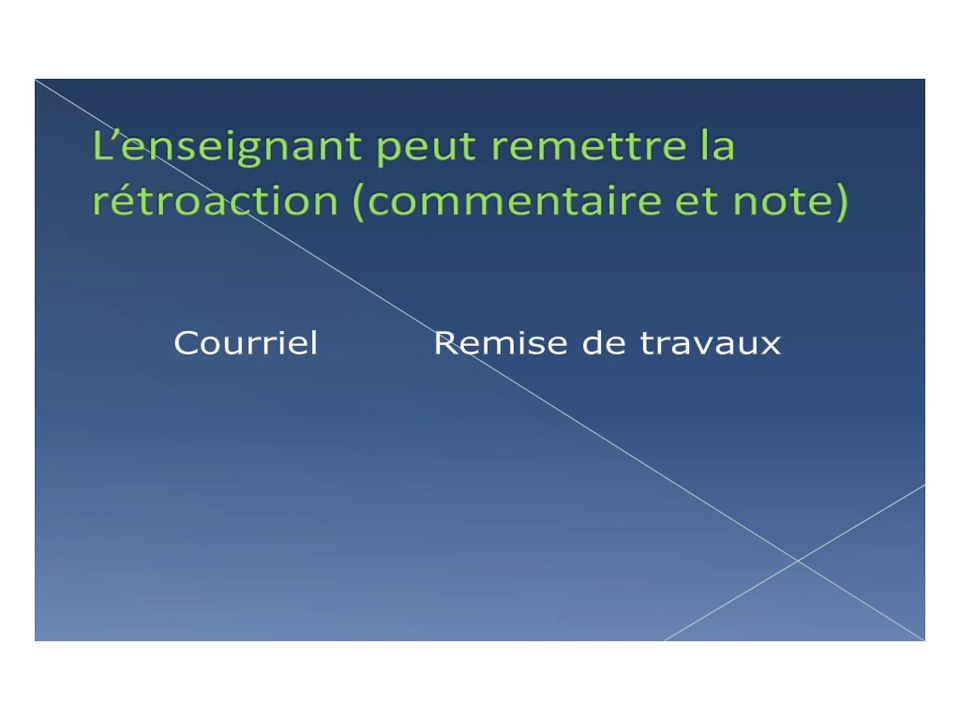 L’enseignant peut remettre la
rétroaction (commentaire et note)
Courriel Remise de travaux